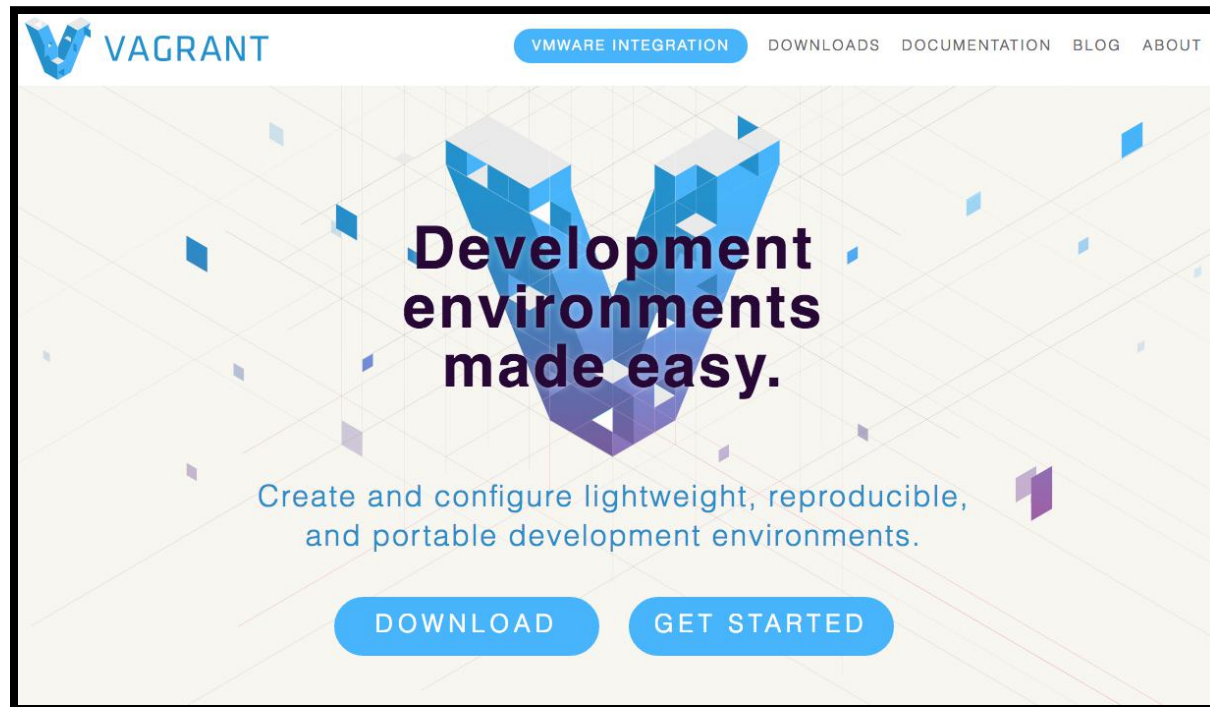 VAGRANT
VMWARE INTEGRATION DOWNLOADS DOCUMENTATION BLOG ABOUT
Development
environments
made easy.
Create and configure lightweight, reproducible,
and portable development environments.
DOWNLOAD GET STARTED